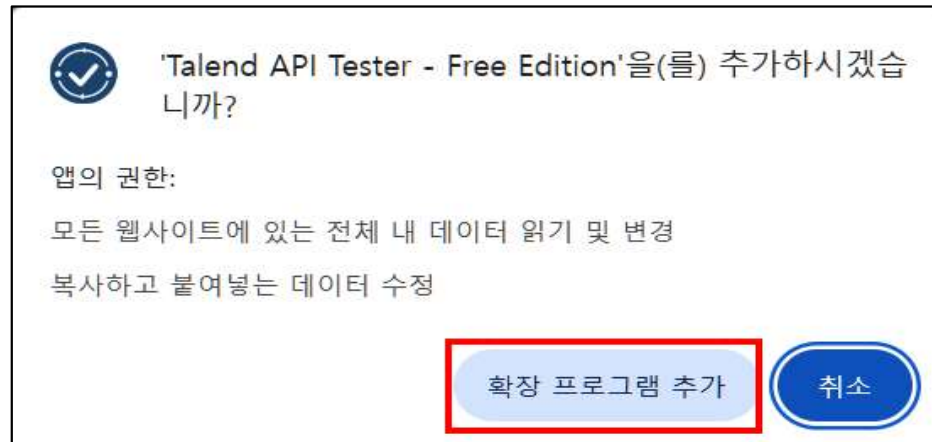 'Talend API Tester - Free Edition'을(를) 추가하시겠습
니까?
앱의 권한:
모든 웹사이트에 있는 전체 내 데이터 읽기 및 변경
복사하고 붙여넣는 데이터 수정
확장 프로그램 추가
취소